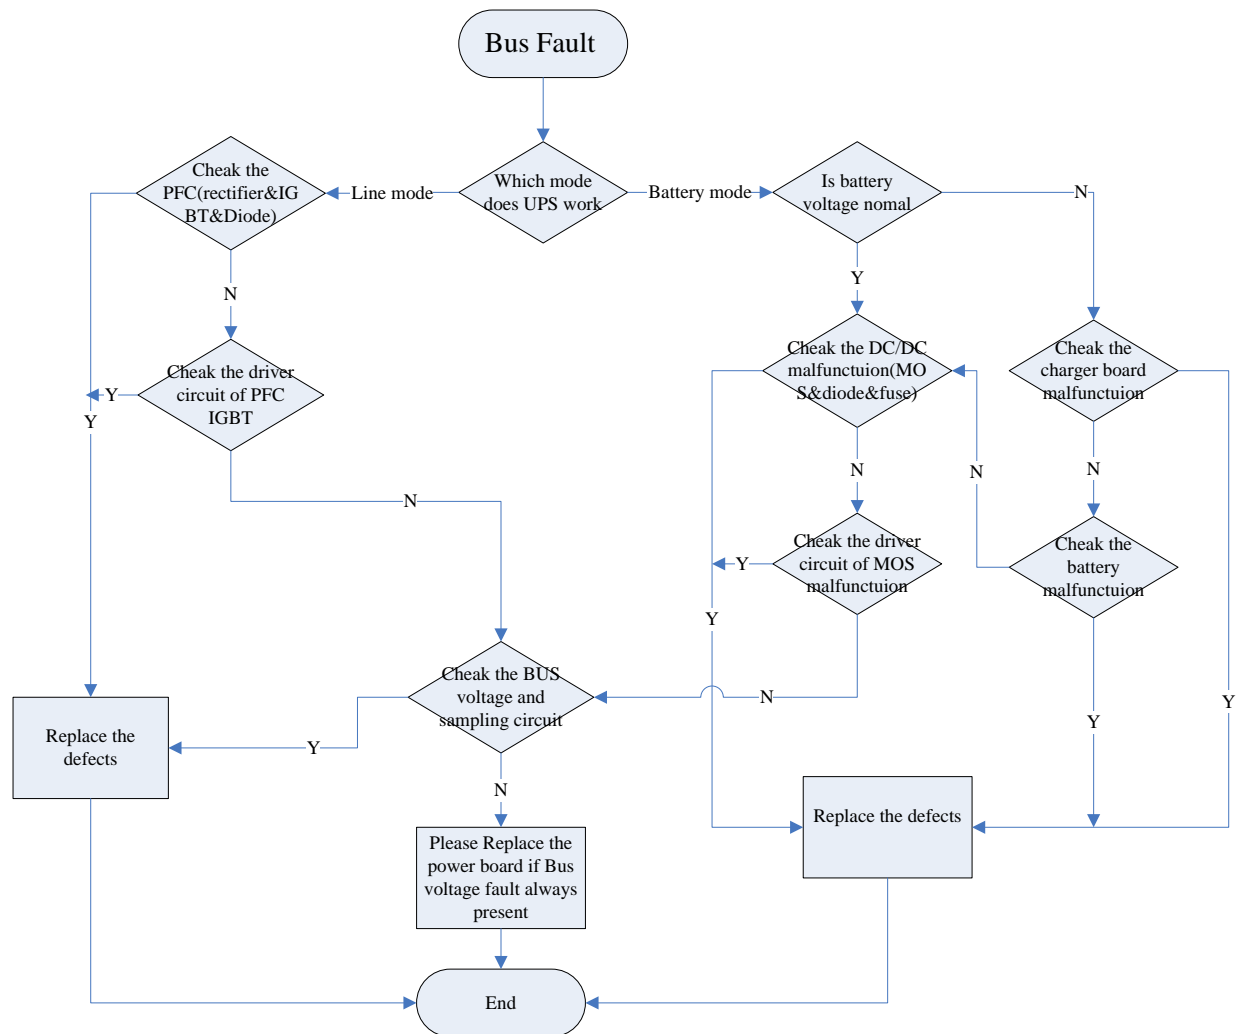 Bus Fault
Cheak the
PFC(rectifier&IG
BT&Diode)
Line mode
Which mode
does UPS work
Battery mode
Is battery
voltage nomal
N
N
Y
Cheak the driver
circuit of PFC
IGBT
Y
Y
Cheak the DC/DC
malfunctuion(MO
S&diode&fuse)
Cheak the
charger board
malfunctuion
N
N
N
N
Cheak the driver
circuit of MOS
malfunctuion
Y
Cheak the
battery
malfunctuion
Y
Cheak the BUS
voltage and
sampling circuit
N
Y
Y
Replace the
defects
Y
N
Replace the defects
Please Replace the
power board if Bus
voltage fault always
present
End